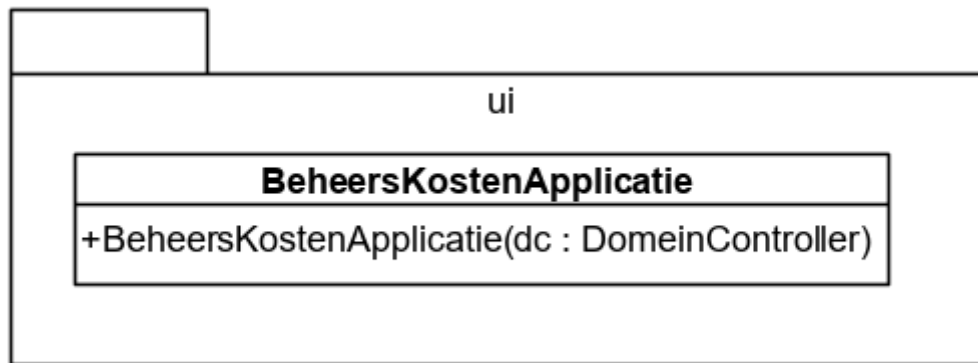 ui
BeheersKostenApplicatie
+BeheersKostenApplicatie(dc : DomeinController)